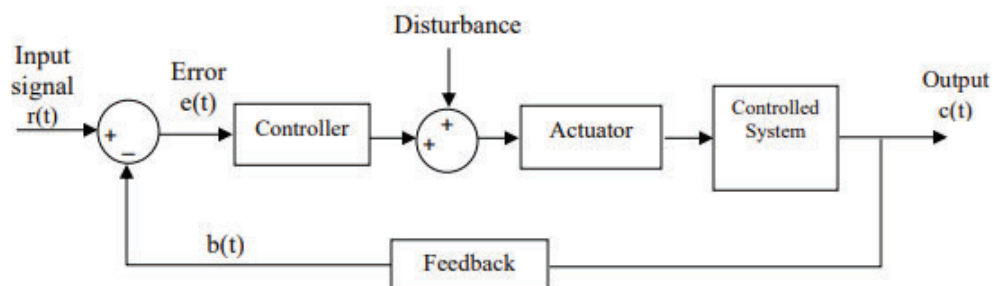 Disturbance
Input
signal
r(t)
Error
e(t)
Output
c(t)
+
−
Controller
+
+
Actuator
Controlled
System
b(t)
Feedback